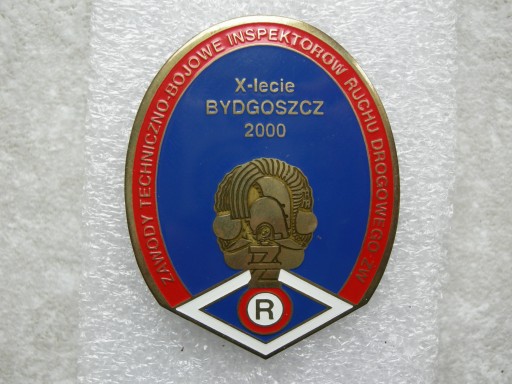 ZAWODY TECHNICZNO-BOJOWE INSPEKTORÓW RUCHU DROGOWEGO ŻW
X-lecie
BYDGOSZCZ
2000
R